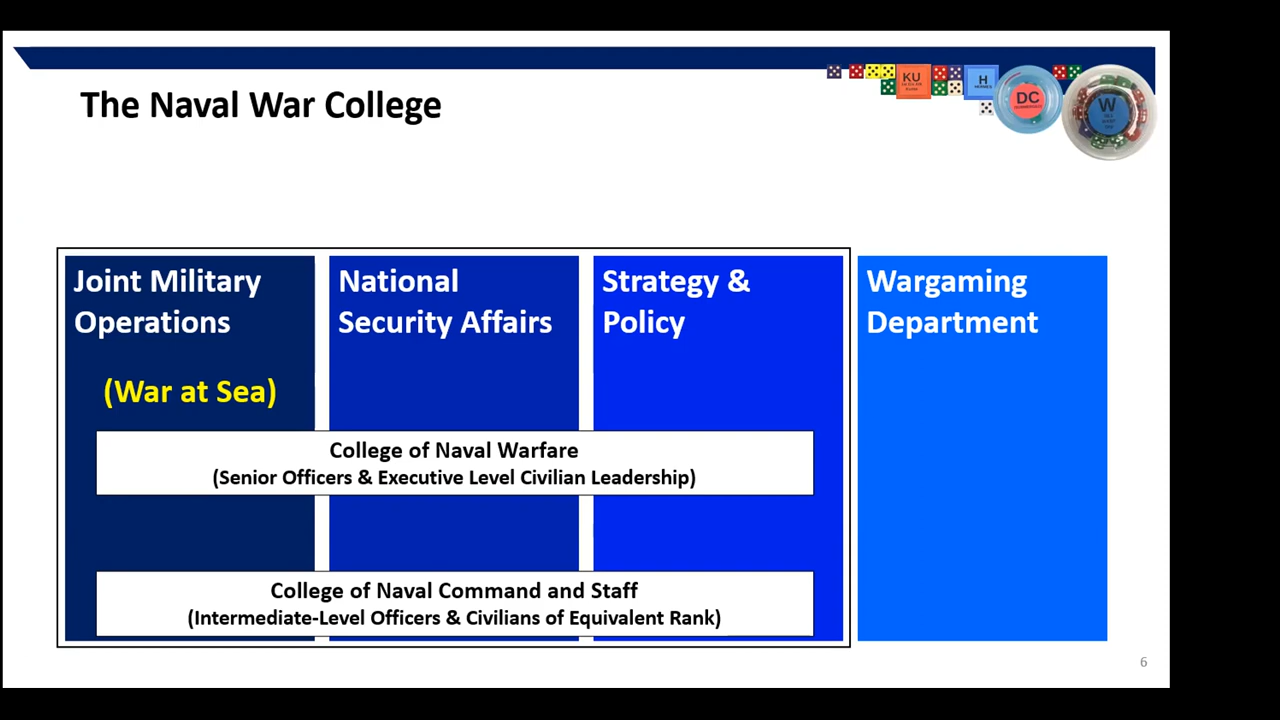 The Naval War College
KU
H
HERMES
DC
W
Joint Military
Operations
(War at Sea)
National
Security Affairs
Strategy &
Policy
Wargaming
Department
College of Naval Warfare
(Senior Officers & Executive Level Civilian Leadership)
College of Naval Command and Staff
(Intermediate-Level Officers & Civilians of Equivalent Rank)
6